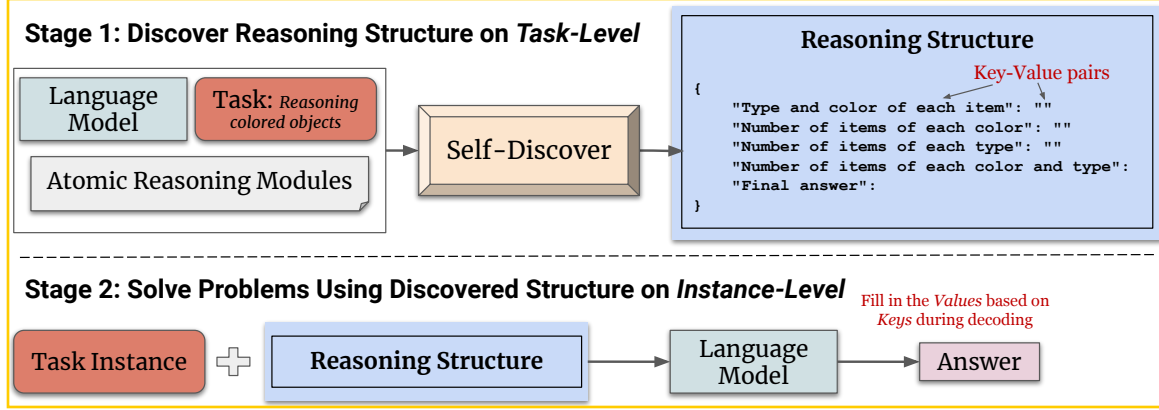 Stage 1: Discover Reasoning Structure on Task-Level
Language
Model
Task: Reasoning
colored objects
Atomic Reasoning Modules
Self-Discover
Reasoning Structure
Key-Value pairs
{
"Type and color of each item": ""
"Number of items of each color": ""
"Number of items of each type": ""
"Number of items of each color and type":
"Final answer":
}
Stage 2: Solve Problems Using Discovered Structure on Instance-Level
Task Instance
Reasoning Structure
Language
Model
Fill in the Values based on
Keys during decoding
Answer